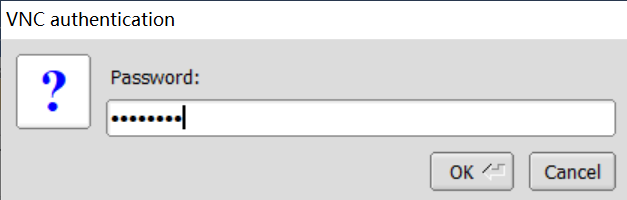 VNC authentication
?
Password:
••••••••
OK
Cancel